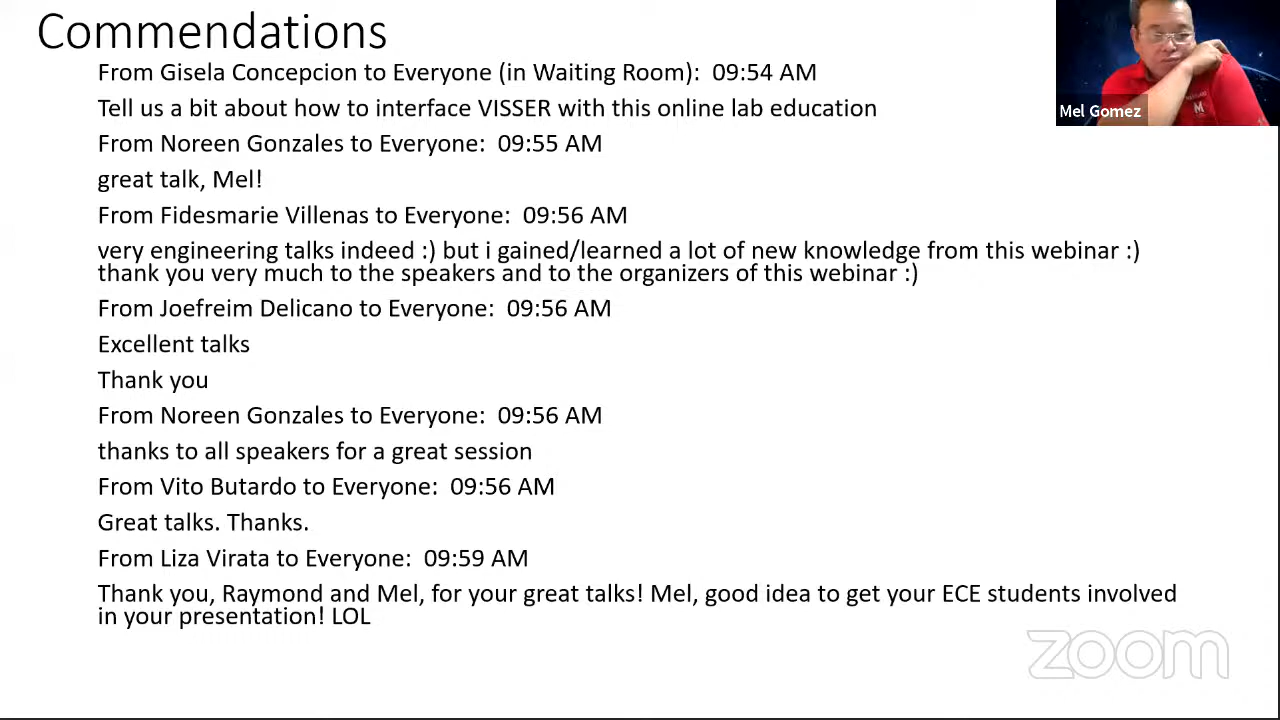 Commendations
From Gisela Concepcion to Everyone (in Waiting Room):  09:54 AM
Tell us a bit about how to interface VISSER with this online lab education
From Noreen Gonzales to Everyone:  09:55 AM
great talk, Mel!
From Fidesmarie Villenas to Everyone:  09:56 AM
very engineering talks indeed :) but i gained/learned a lot of new knowledge from this webinar :)
thank you very much to the speakers and to the organizers of this webinar :)
From Joefreim Delicano to Everyone:  09:56 AM
Excellent talks
Thank you
From Noreen Gonzales to Everyone:  09:56 AM
thanks to all speakers for a great session
From Vito Butardo to Everyone:  09:56 AM
Great talks. Thanks.
From Liza Virata to Everyone:  09:59 AM
Thank you, Raymond and Mel, for your great talks! Mel, good idea to get your ECE students involved
in your presentation! LOL
Mel Gomez
M
zoom